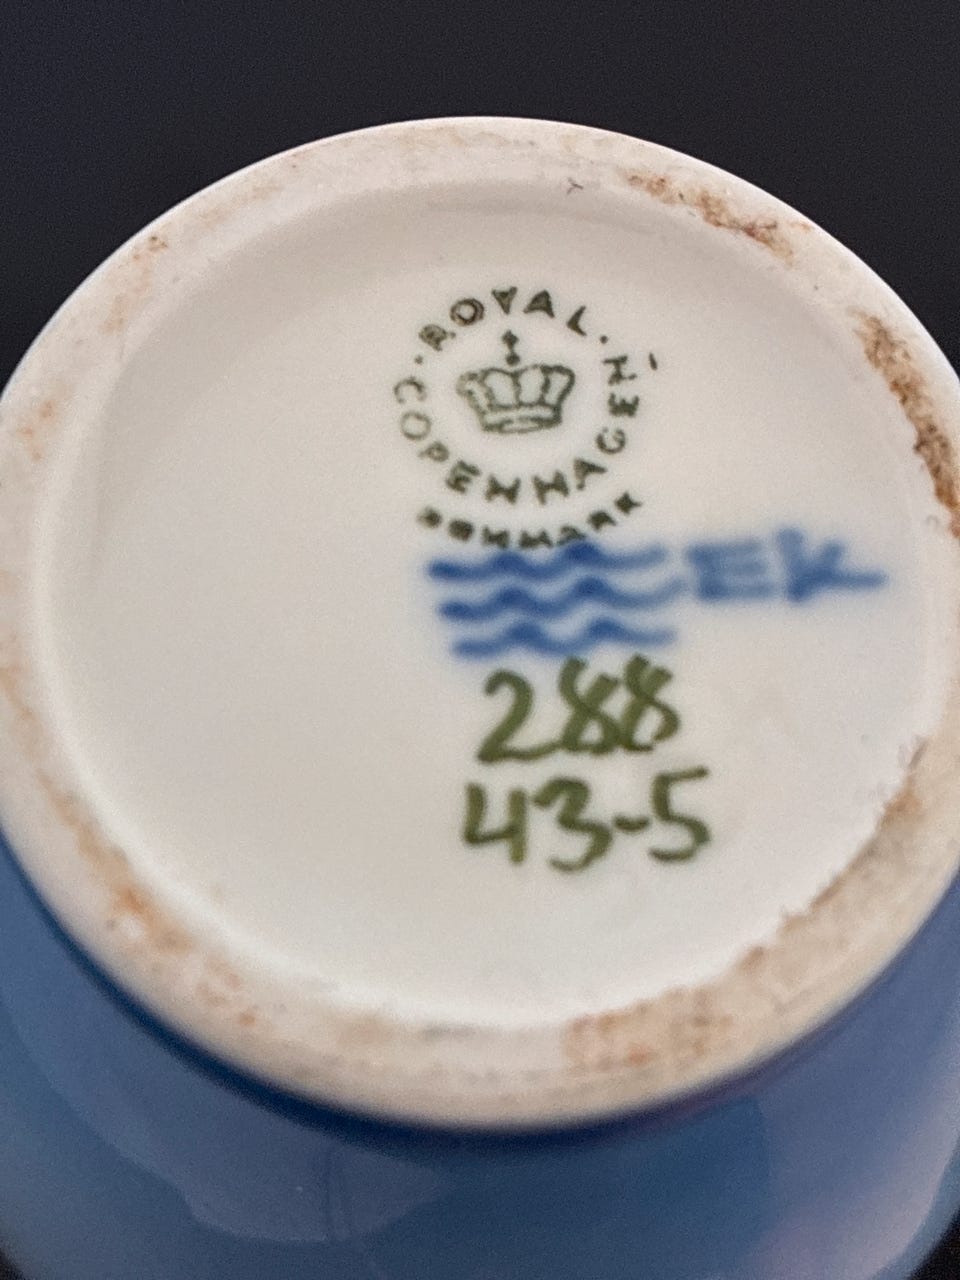 ROYAL
COPENHAGEN
DENMARK
EK
288
43-5